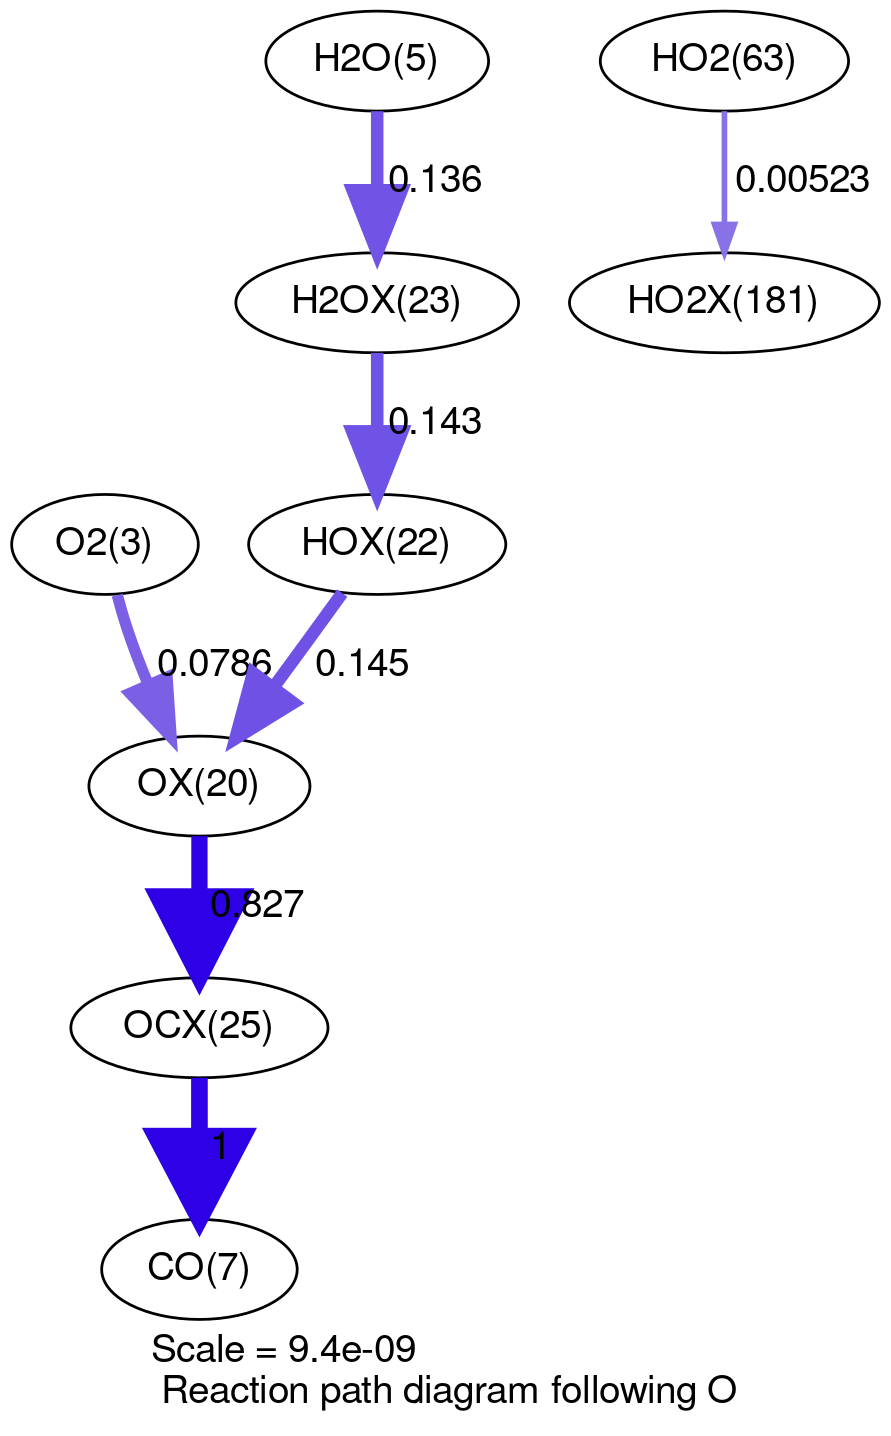 H2O(5)
HO2(63)
0.136
0.00523
H2OX(23)
HO2X(181)
0.143
O2(3)
HOX(22)
0.0786
0.145
OX(20)
0.827
OCX(25)
1
CO(7)
Scale = 9.4e-09
Reaction path diagram following O